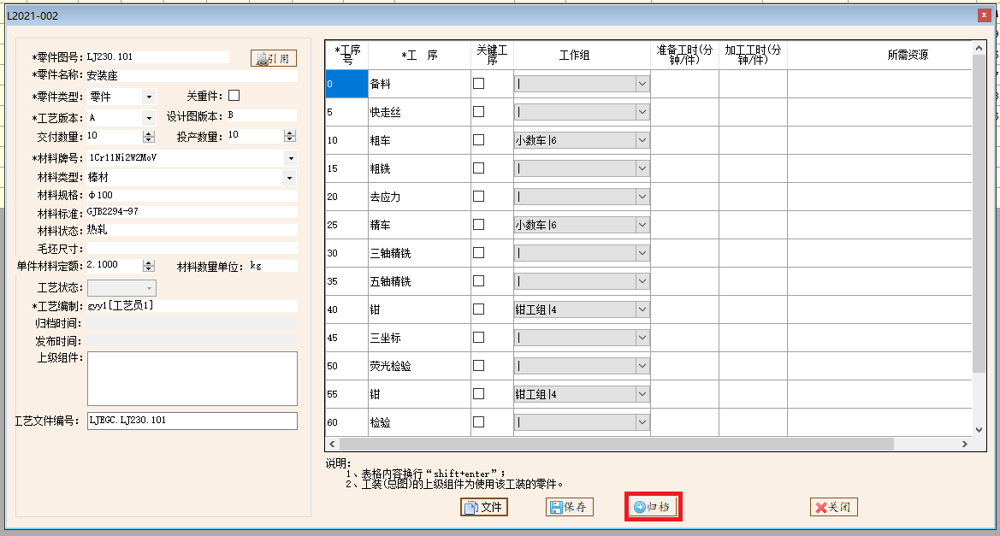 L2021-002
*零件图号: LJ230.101 引用
*零件名称: 安装座
*零件类型: 零件 关重件:
*工艺版本: A 设计图版本: B
交付数量: 10 投产数量: 10
*材料牌号: 1Cr11Ni2W2MoV
材料类型: 棒材
材料规格: φ100
材料标准: GJB2294-97
材料状态: 热轧
毛坯尺寸:
单件材料定额: 2.1000 材料数量单位: kg
工艺状态:
*工艺编制: gyy1[工艺员1]
归档时间:
发布时间:
上级组件:
工艺文件编号: LJEGC.LJ230.101
*工序号 *工 序 关键工序 工作组 准备工时(分钟/件) 加工工时(分钟/件) 所需资源
0 备料 |
5 快走丝 |
10 粗车 小数车|6
15 粗铣 |
20 去应力 |
25 精车 小数车|6
30 三轴精铣 |
35 五轴精铣 |
40 钳 钳工组|4
45 三坐标 |
50 荧光检验 |
55 钳 钳工组|4
60 检验 |
说明:
1、表格内容换行“shift+enter”;
2、工装(总图)的上级组件为使用该工装的零件。
文件 保存 归档 关闭